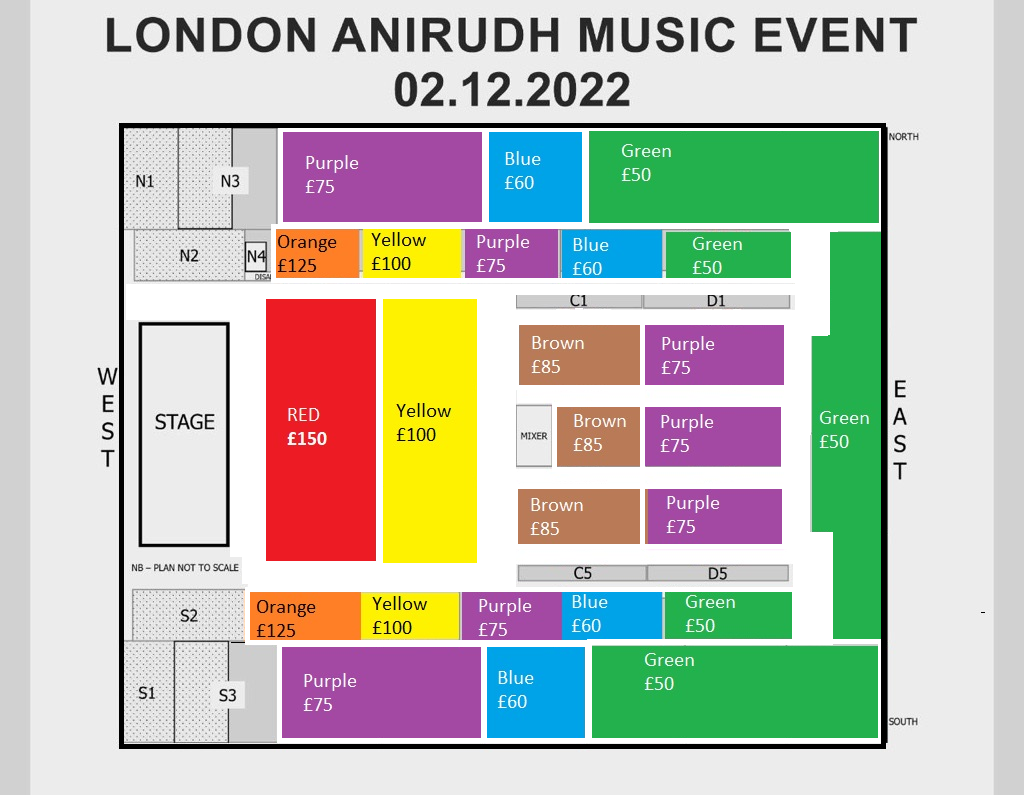 LONDON ANIRUDH MUSIC EVENT
02.12.2022
NORTH
N1
N3
Purple
£75
Blue
£60
Green
£50
N2
N4
Orange
£125
Yellow
£100
Purple
£75
Blue
£60
Green
£50
DISA
C1
D1
Brown
£85
Purple
£75
WEST
STAGE
RED
£150
Yellow
£100
MIXER
Brown
£85
Purple
£75
Green
£50
EAST
Brown
£85
Purple
£75
NB – PLAN NOT TO SCALE
C5
D5
S2
Orange
£125
Yellow
£100
Purple
£75
Blue
£60
Green
£50
S1
S3
Purple
£75
Blue
£60
Green
£50
SOUTH